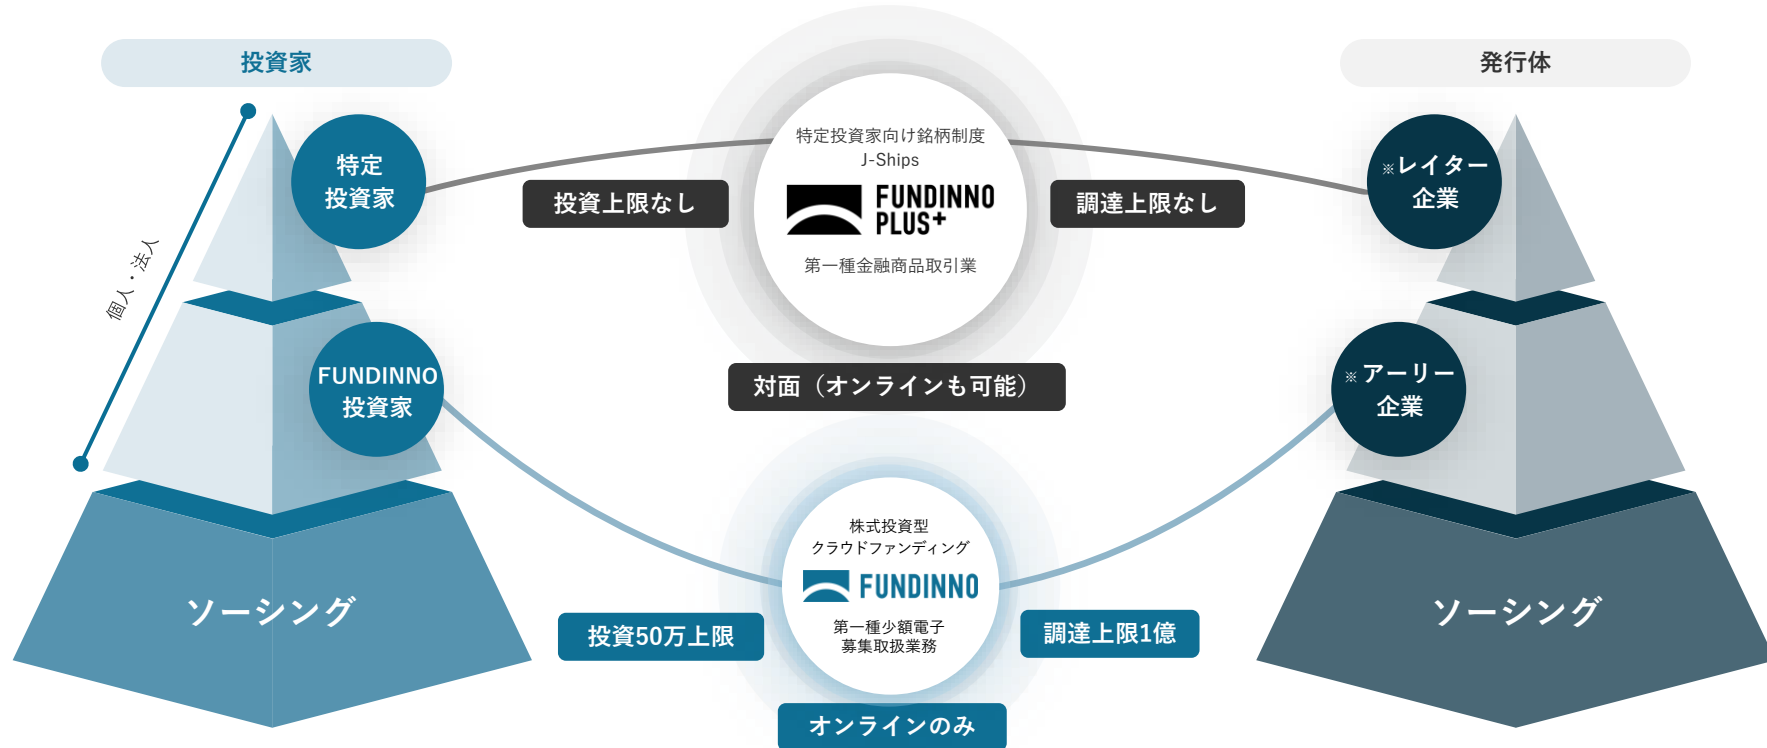 投資家
発行体
特定
投資家
個人・法人
FUNDINNO
投資家
ソーシング
特定投資家向け銘柄制度
J-Ships
FUNDINNO
PLUS+
第一種金融商品取引業
投資上限なし
調達上限なし
対面（オンラインも可能）
株式投資型
クラウドファンディング
FUNDINNO
第一種少額電子
募集取扱業務
投資50万上限
調達上限1億
オンラインのみ
※レイター
企業
※アーリー
企業
ソーシング